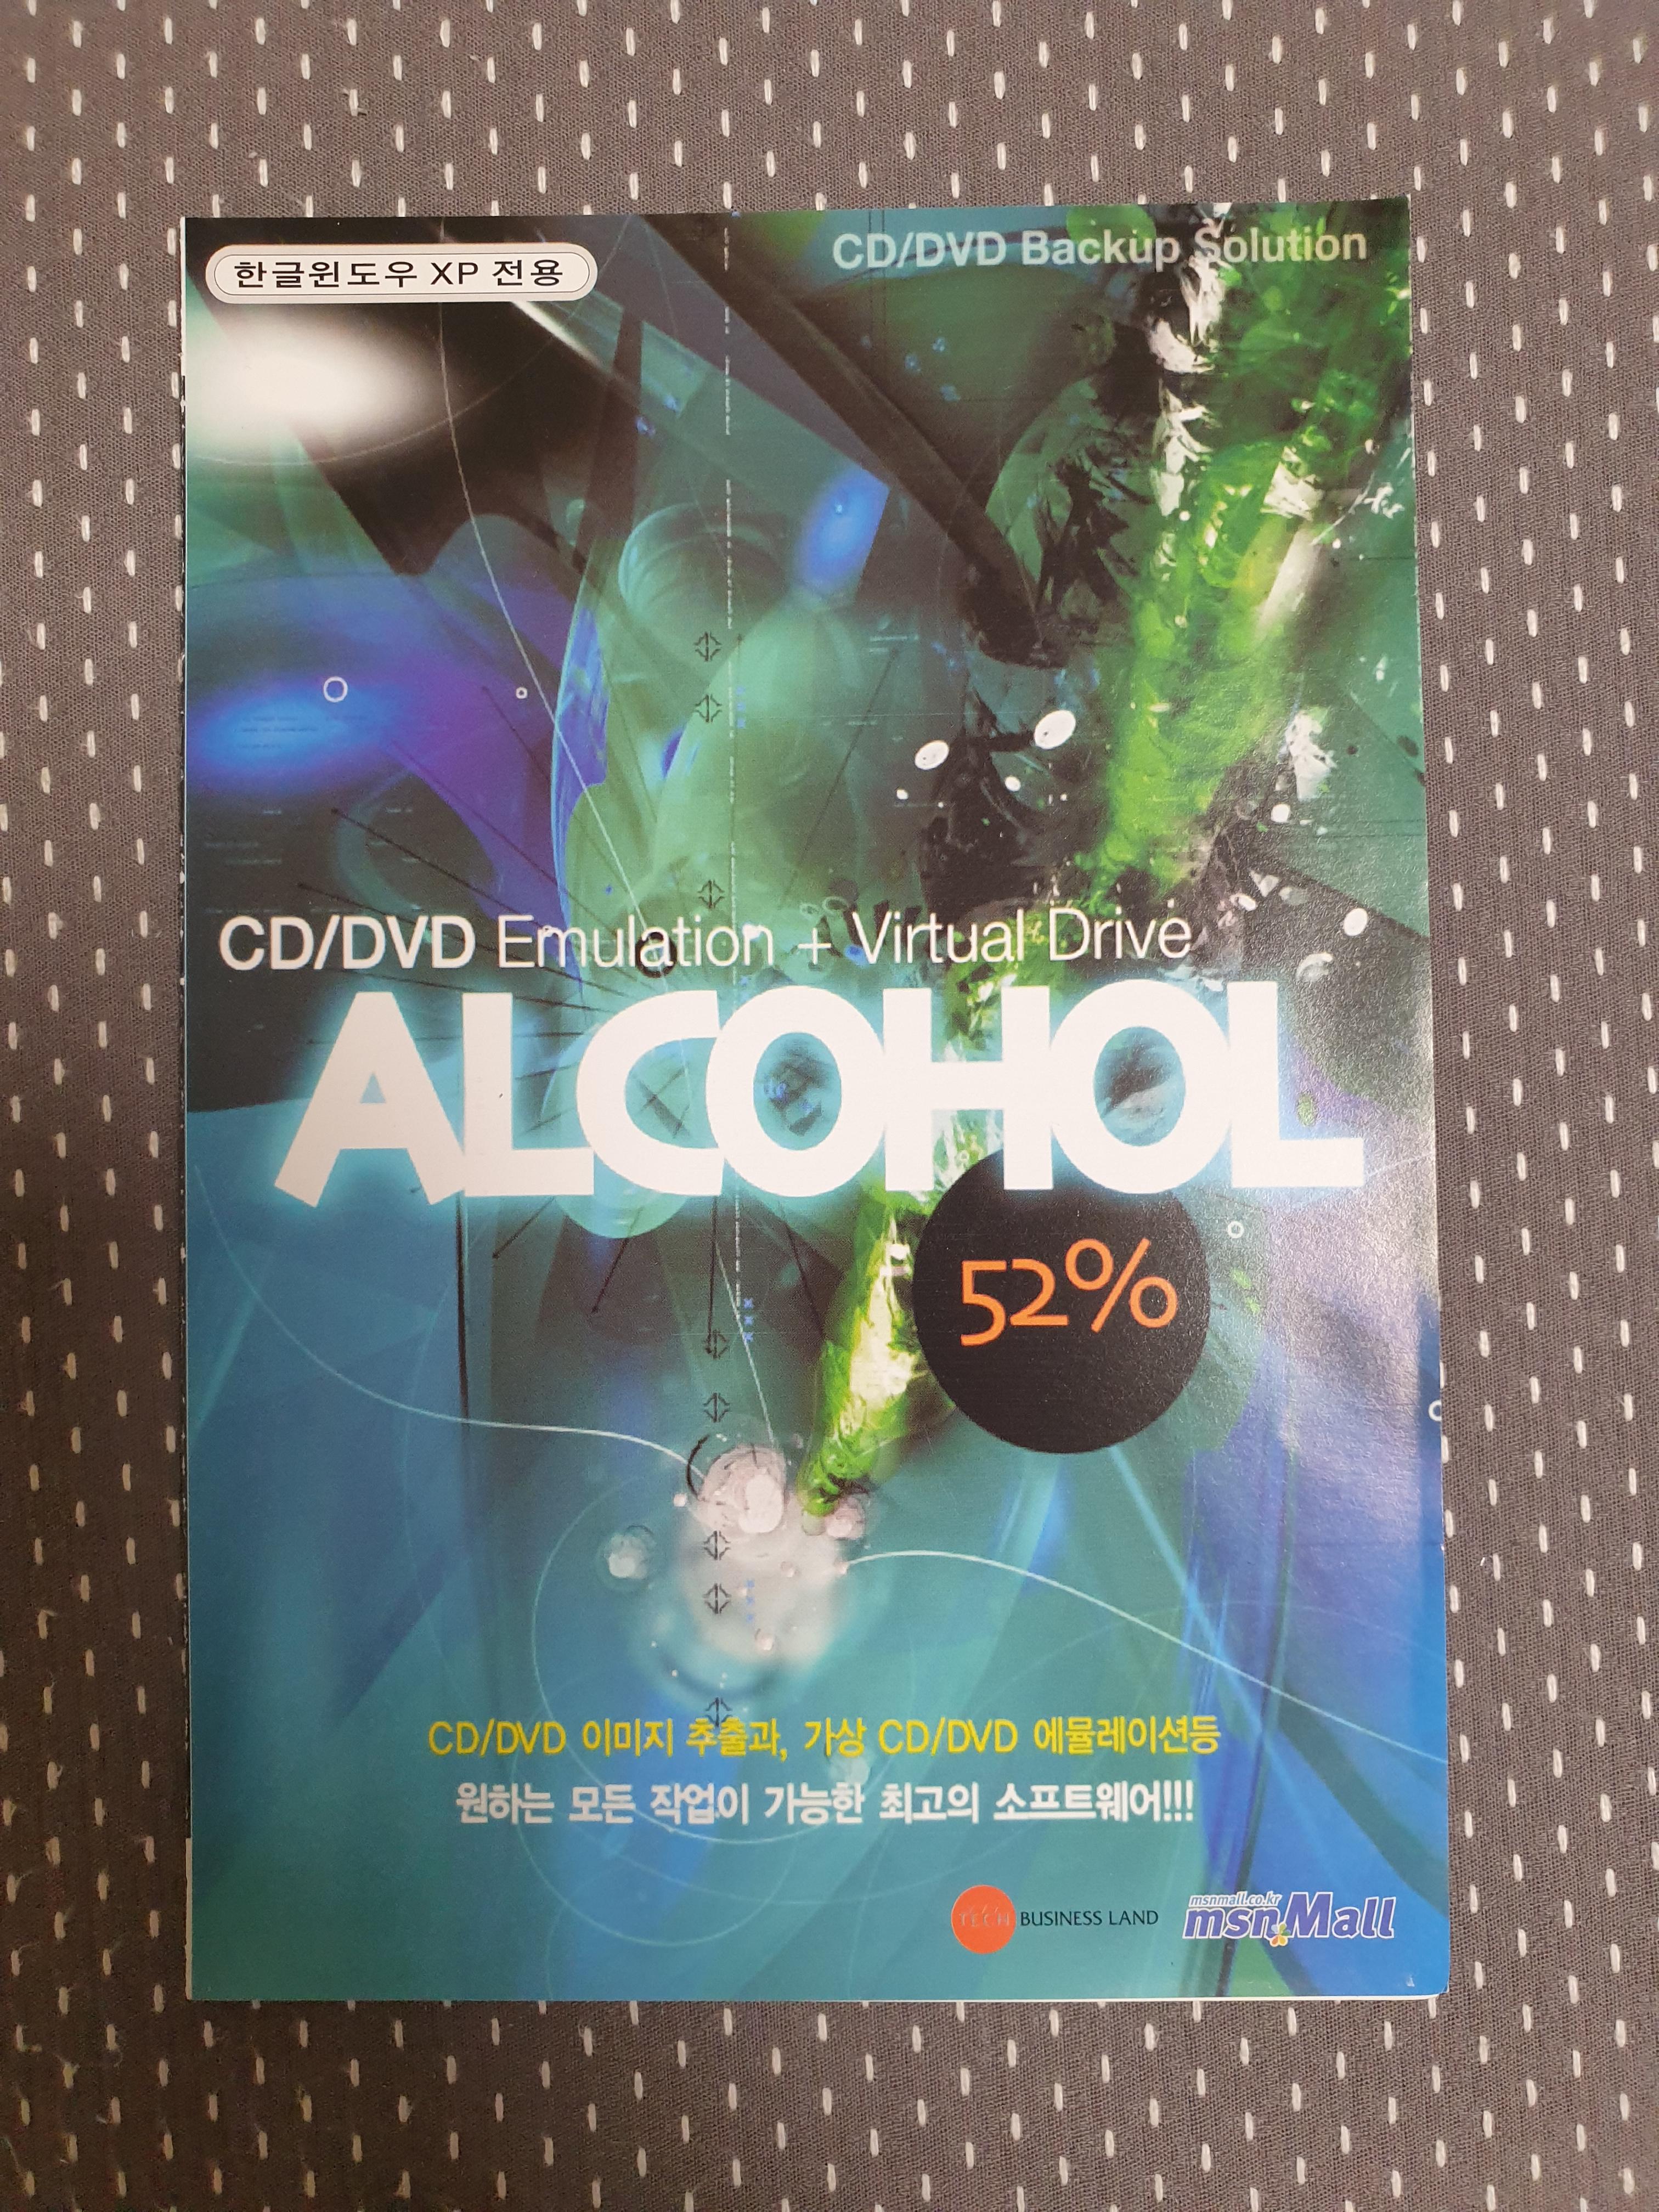 한글윈도우 XP 전용
CD/DVD Backup Solution
CD/DVD Emulation + Virtual Drive
ALCOHOL
52%
CD/DVD 이미지 추출과, 가상 CD/DVD 에뮬레이션등
원하는 모든 작업이 가능한 최고의 소프트웨어!!!
TECH BUSINESS LAND
msnmall.co.kr
msn Mall